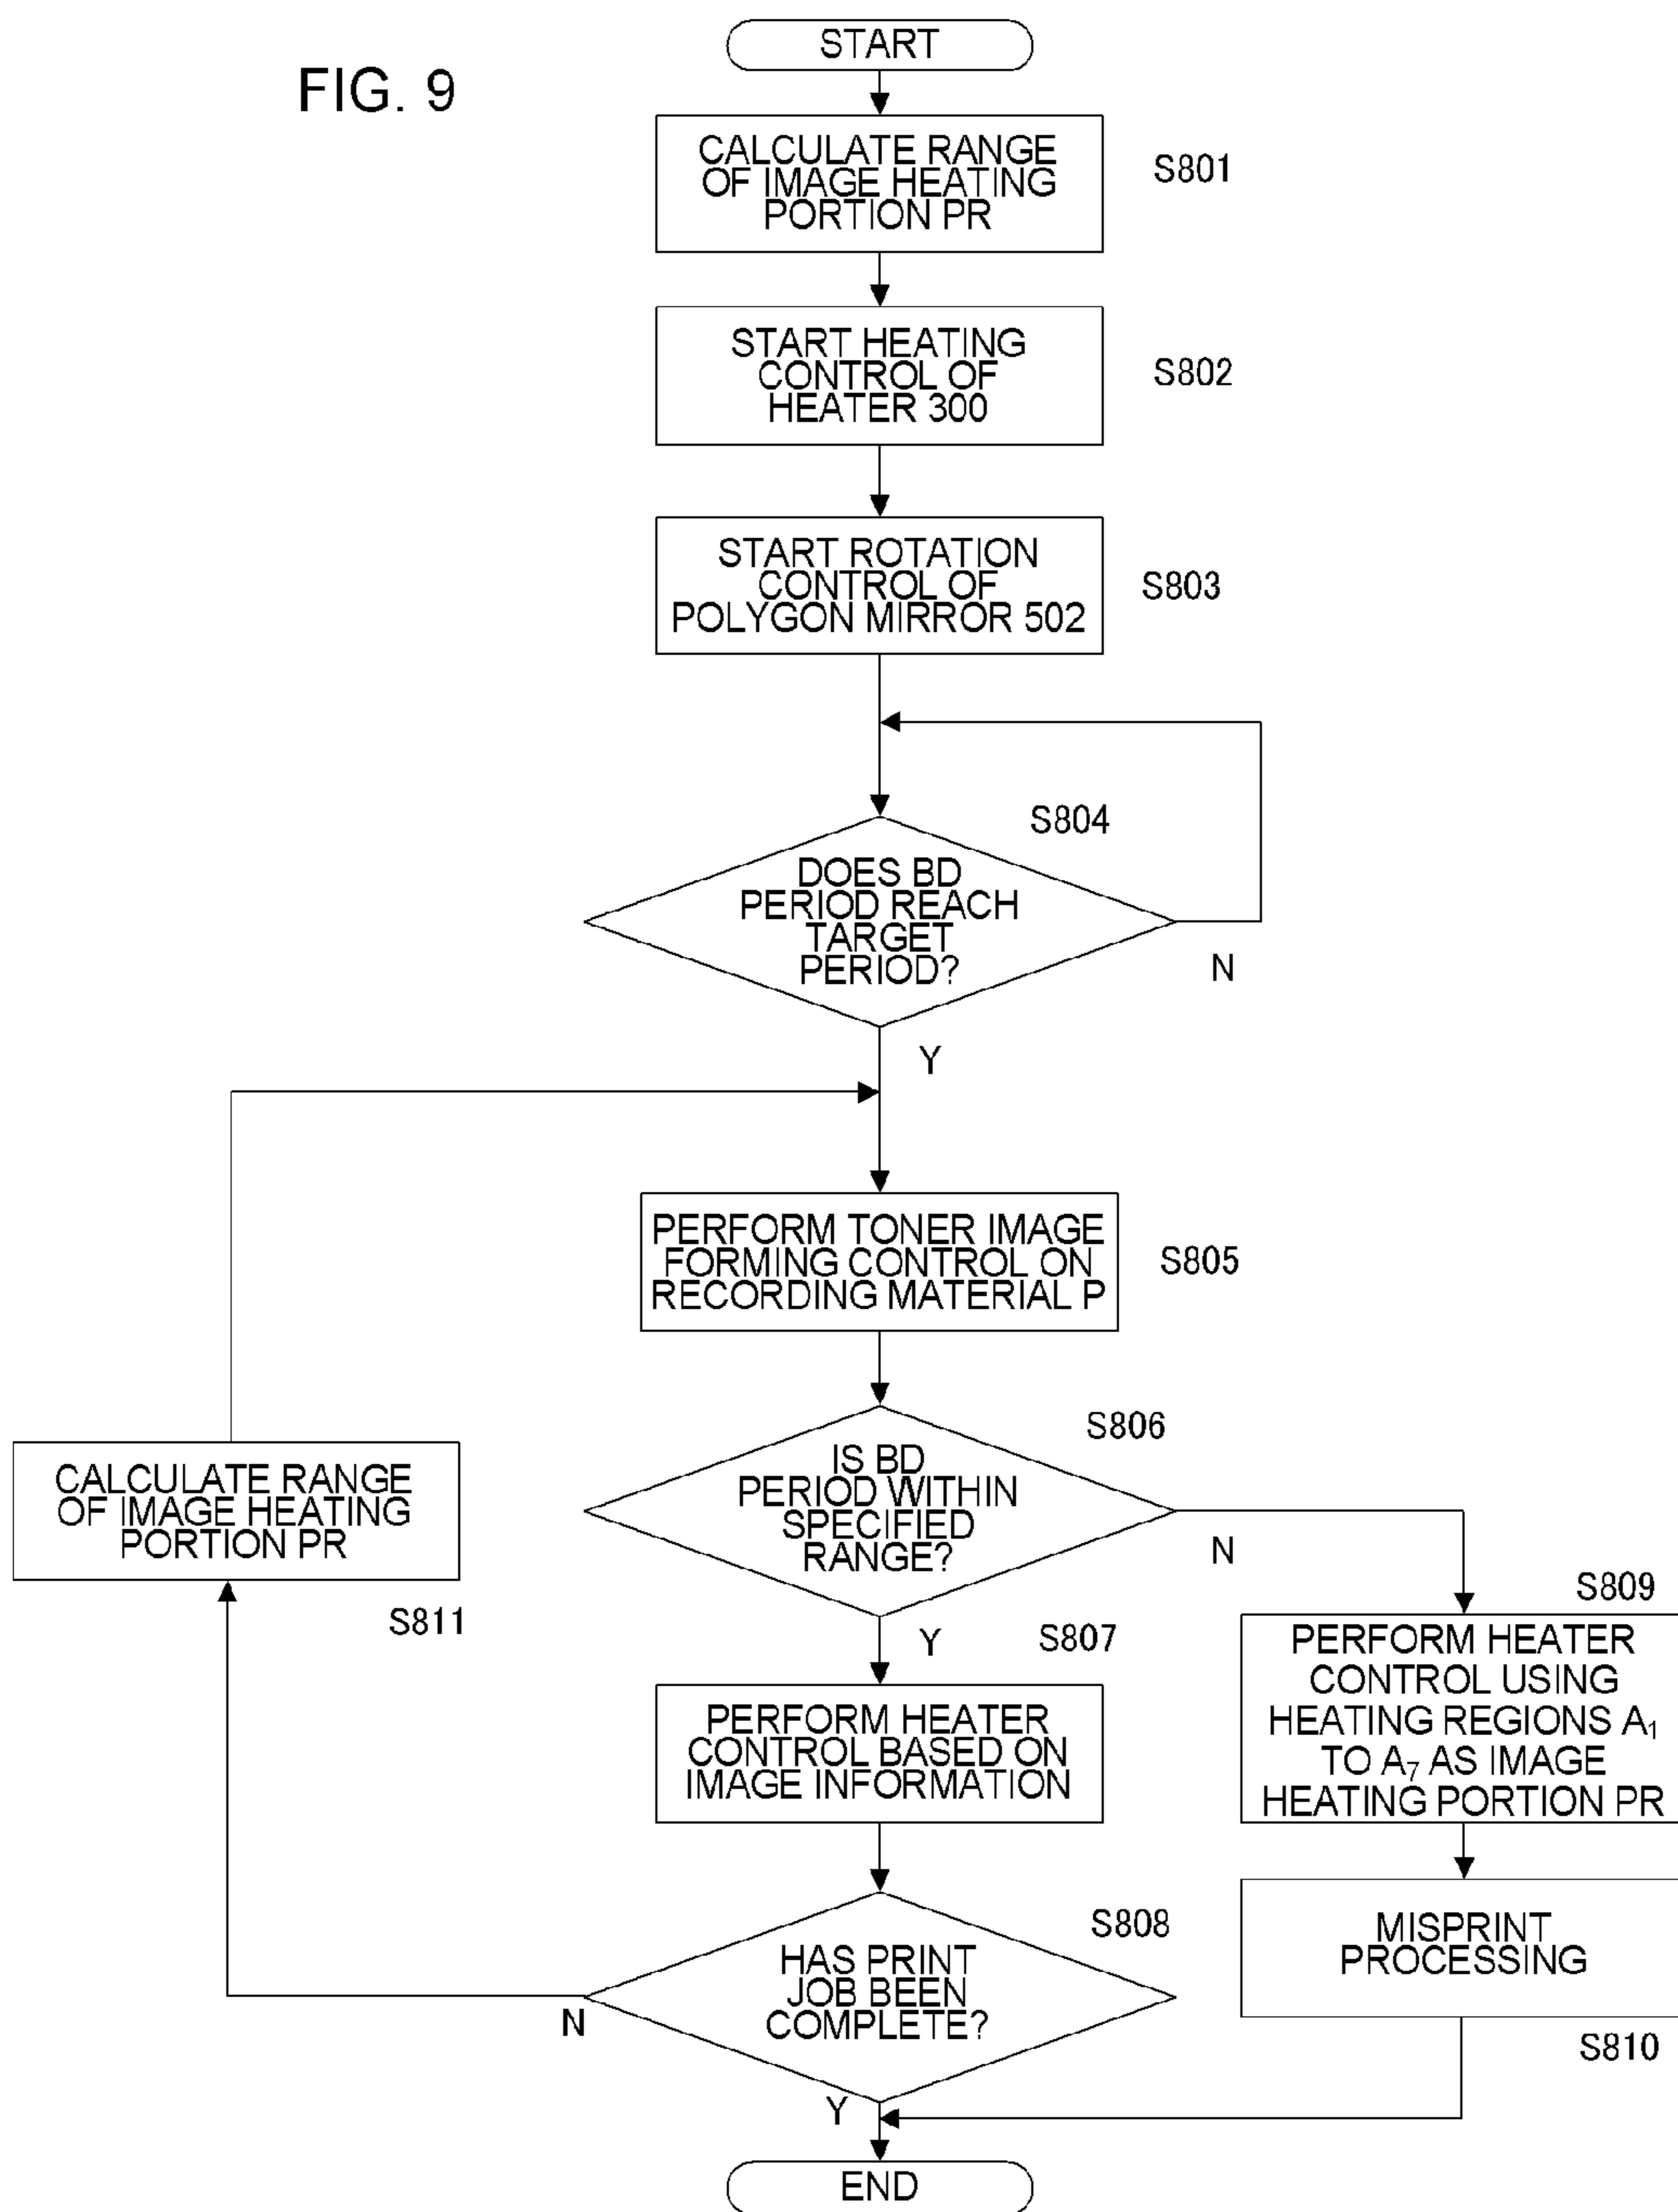 FIG. 9
START
CALCULATE RANGE
OF IMAGE HEATING
PORTION PR
S801
START HEATING
CONTROL OF
HEATER 300
S802
START ROTATION
CONTROL OF
POLYGON MIRROR 502
S803
S804
DOES BD
PERIOD REACH
TARGET
PERIOD?
N
Y
PERFORM TONER IMAGE
FORMING CONTROL ON
RECORDING MATERIAL P
S805
S806
IS BD
PERIOD WITHIN
SPECIFIED
RANGE?
N
Y
CALCULATE RANGE
OF IMAGE HEATING
PORTION PR
S811
S807
PERFORM HEATER
CONTROL BASED ON
IMAGE INFORMATION
S809
PERFORM HEATER
CONTROL USING
HEATING REGIONS A₁
TO A₇ AS IMAGE
HEATING PORTION PR
S808
HAS PRINT
JOB BEEN
COMPLETE?
N
Y
MISPRINT
PROCESSING
S810
END